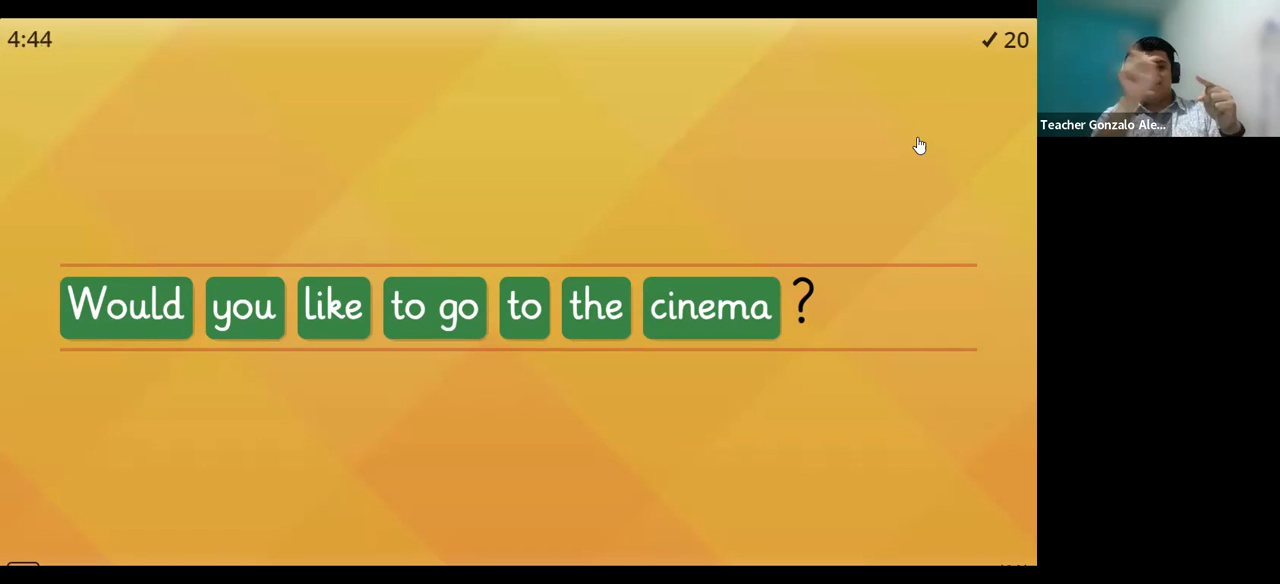 4:44
✓ 20
Teacher Gonzalo Ale...
Would you like to go to the cinema ?